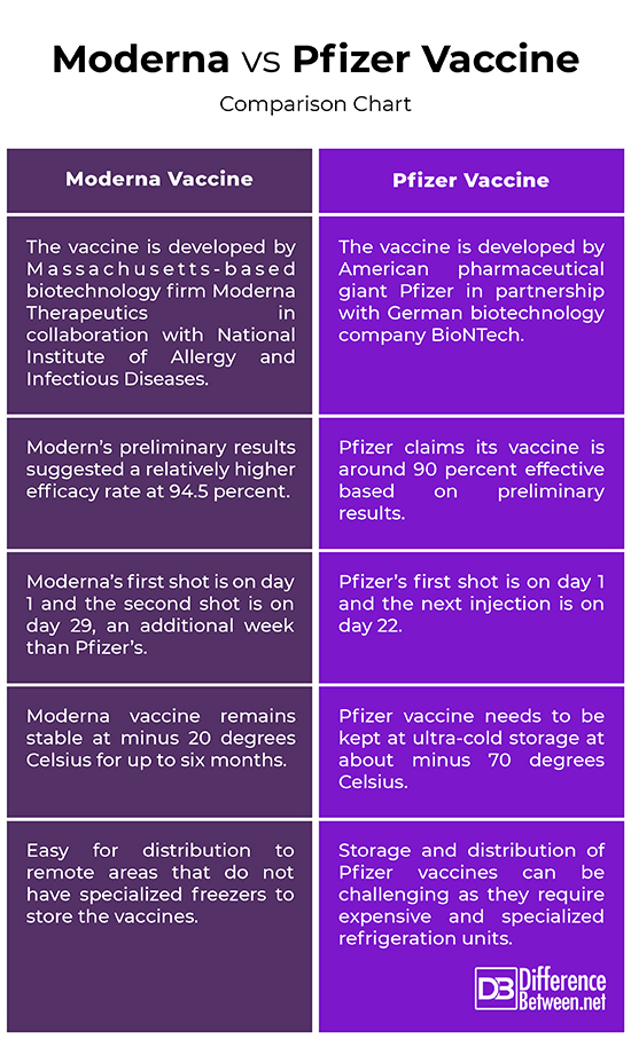 Moderna vs Pfizer Vaccine
Comparison Chart
Moderna Vaccine
Pfizer Vaccine
The vaccine is developed by
Massachusetts-based
biotechnology firm Moderna
Therapeutics in
collaboration with National
Institute of Allergy and
Infectious Diseases.
The vaccine is developed by
American pharmaceutical
giant Pfizer in partnership
with German biotechnology
company BioNTech.
Modern’s preliminary results
suggested a relatively higher
efficacy rate at 94.5 percent.
Pfizer claims its vaccine is
around 90 percent effective
based on preliminary
results.
Moderna’s first shot is on day
1 and the second shot is on
day 29, an additional week
than Pfizer’s.
Pfizer’s first shot is on day 1
and the next injection is on
day 22.
Moderna vaccine remains
stable at minus 20 degrees
Celsius for up to six months.
Pfizer vaccine needs to be
kept at ultra-cold storage at
about minus 70 degrees
Celsius.
Easy for distribution to
remote areas that do not
have specialized freezers to
store the vaccines.
Storage and distribution of
Pfizer vaccines can be
challenging as they require
expensive and specialized
refrigeration units.
DB Difference
Between.net